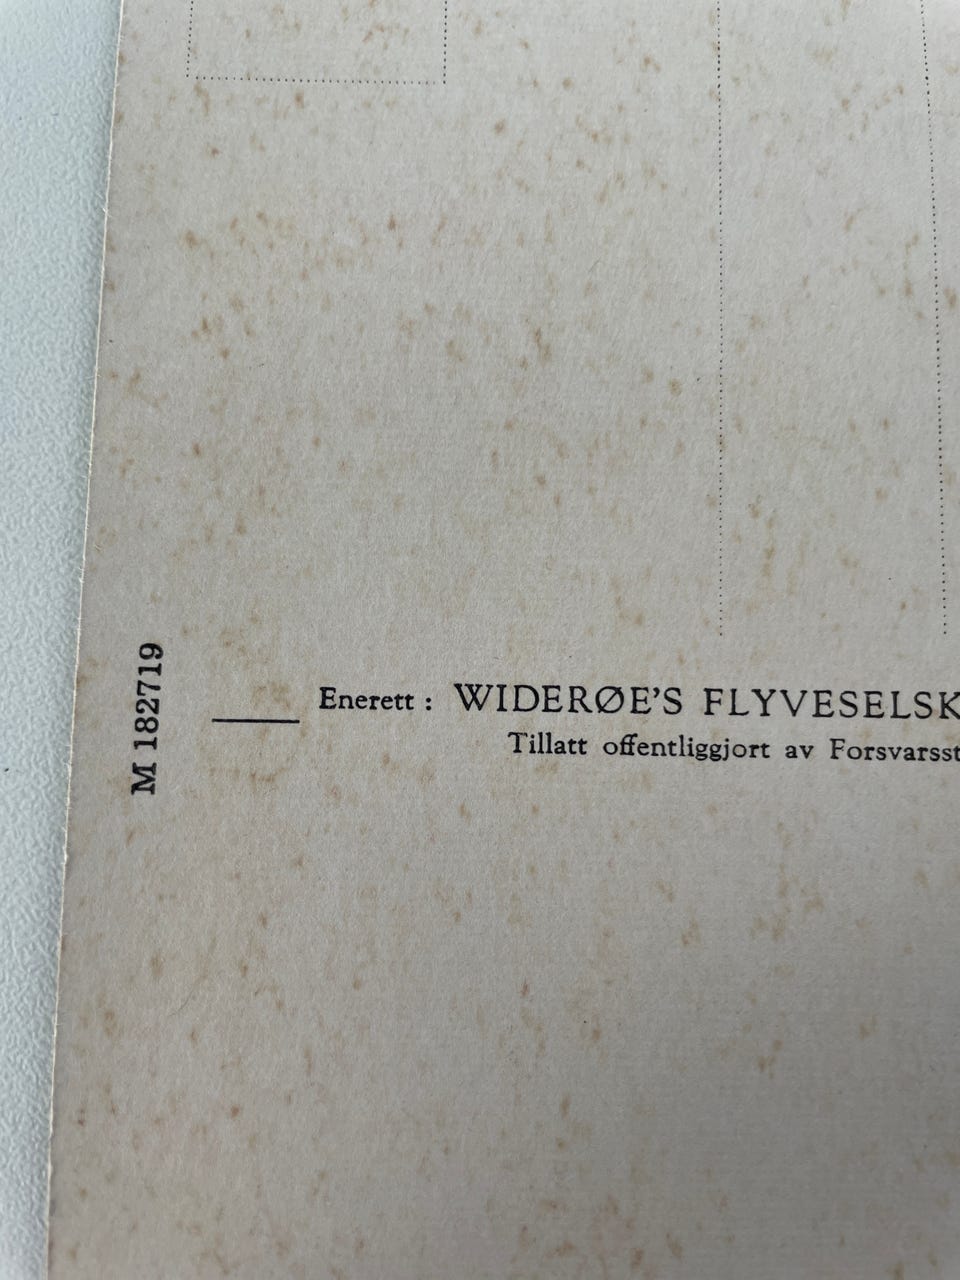 M 182719
Enerett : WIDERØE'S FLYVESELSK
Tillatt offentliggjort av Forsvarsst